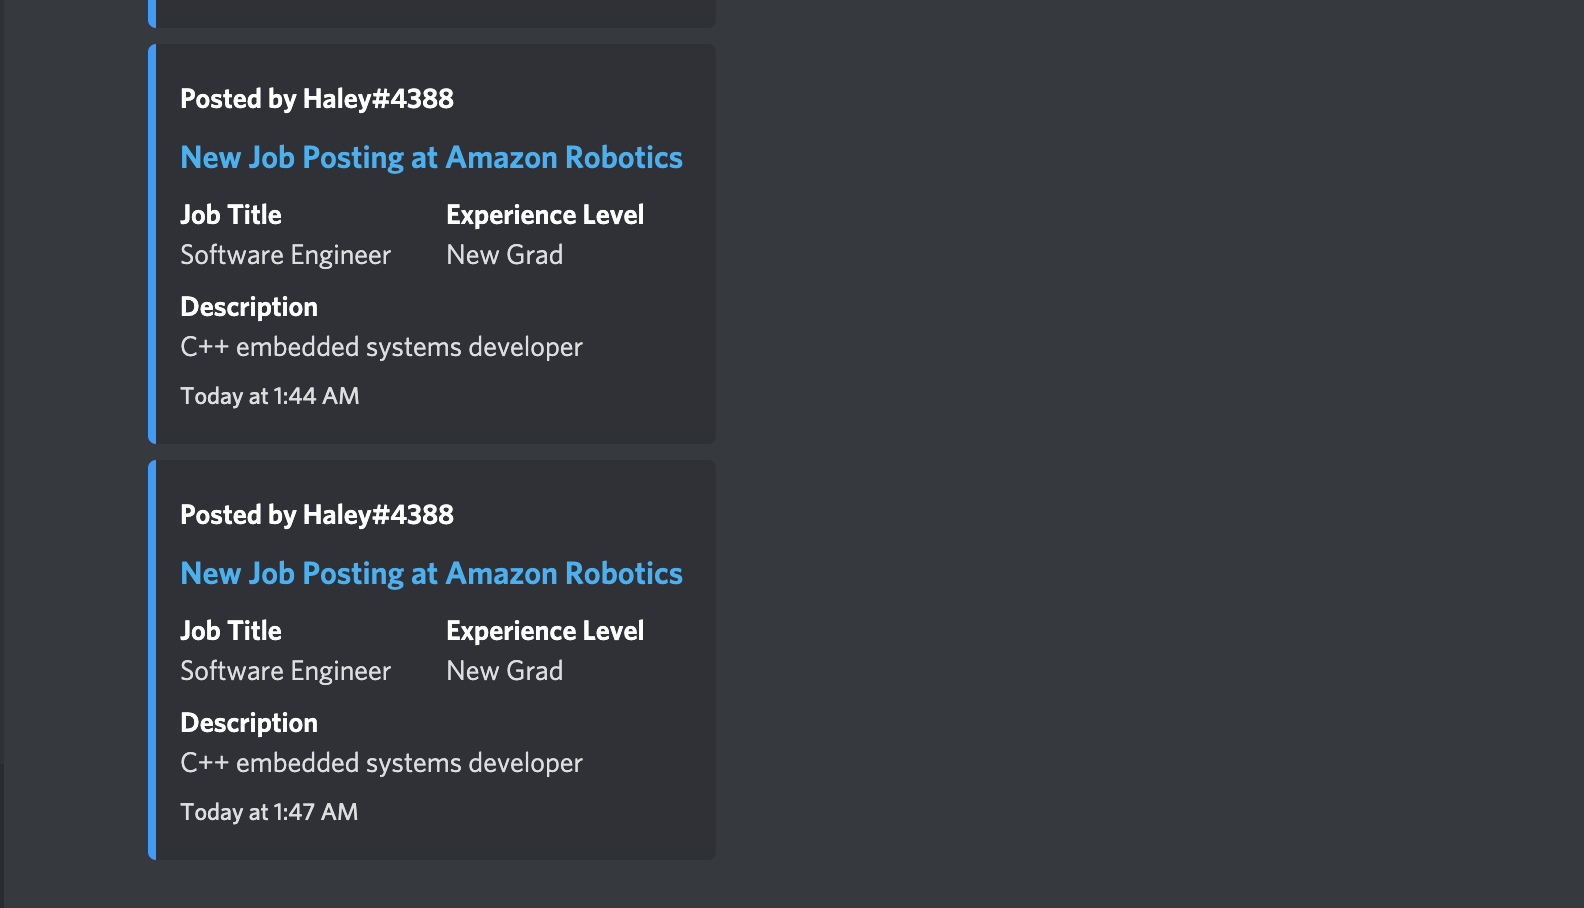 Posted by Haley#4388
New Job Posting at Amazon Robotics
Job Title Experience Level
Software Engineer New Grad
Description
C++ embedded systems developer
Today at 1:44 AM
Posted by Haley#4388
New Job Posting at Amazon Robotics
Job Title Experience Level
Software Engineer New Grad
Description
C++ embedded systems developer
Today at 1:47 AM